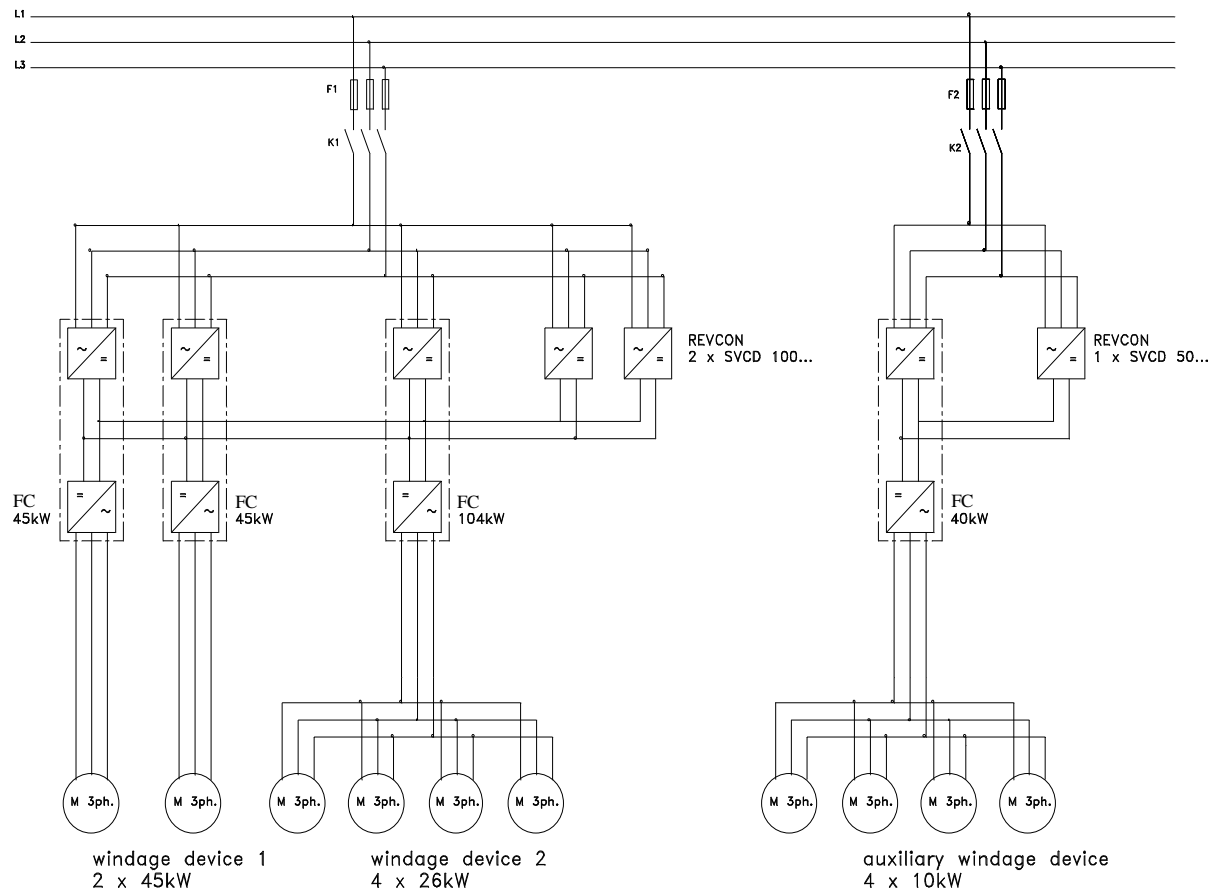 L1
L2
L3
F1
F2
K1
K2
~ =
~ =
~ =
~ =
~ =
REVCON
2 x SVCD 100...
~ =
~ =
REVCON
1 x SVCD 50...
= ~
FC
45kW
= ~
FC
45kW
= ~
FC
104kW
= ~
FC
40kW
M 3ph.
M 3ph.
M 3ph.
M 3ph.
M 3ph.
M 3ph.
M 3ph.
M 3ph.
M 3ph.
M 3ph.
windage device 1
2 x 45kW
windage device 2
4 x 26kW
auxiliary windage device
4 x 10kW